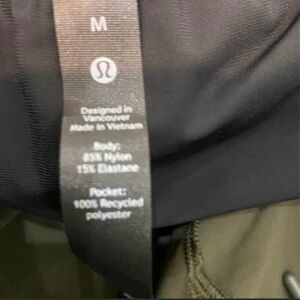 M
Designed in
Vancouver
Made in Vietnam
Body:
85% Nylon
15% Elastane
Pocket:
100% Recycled
polyester